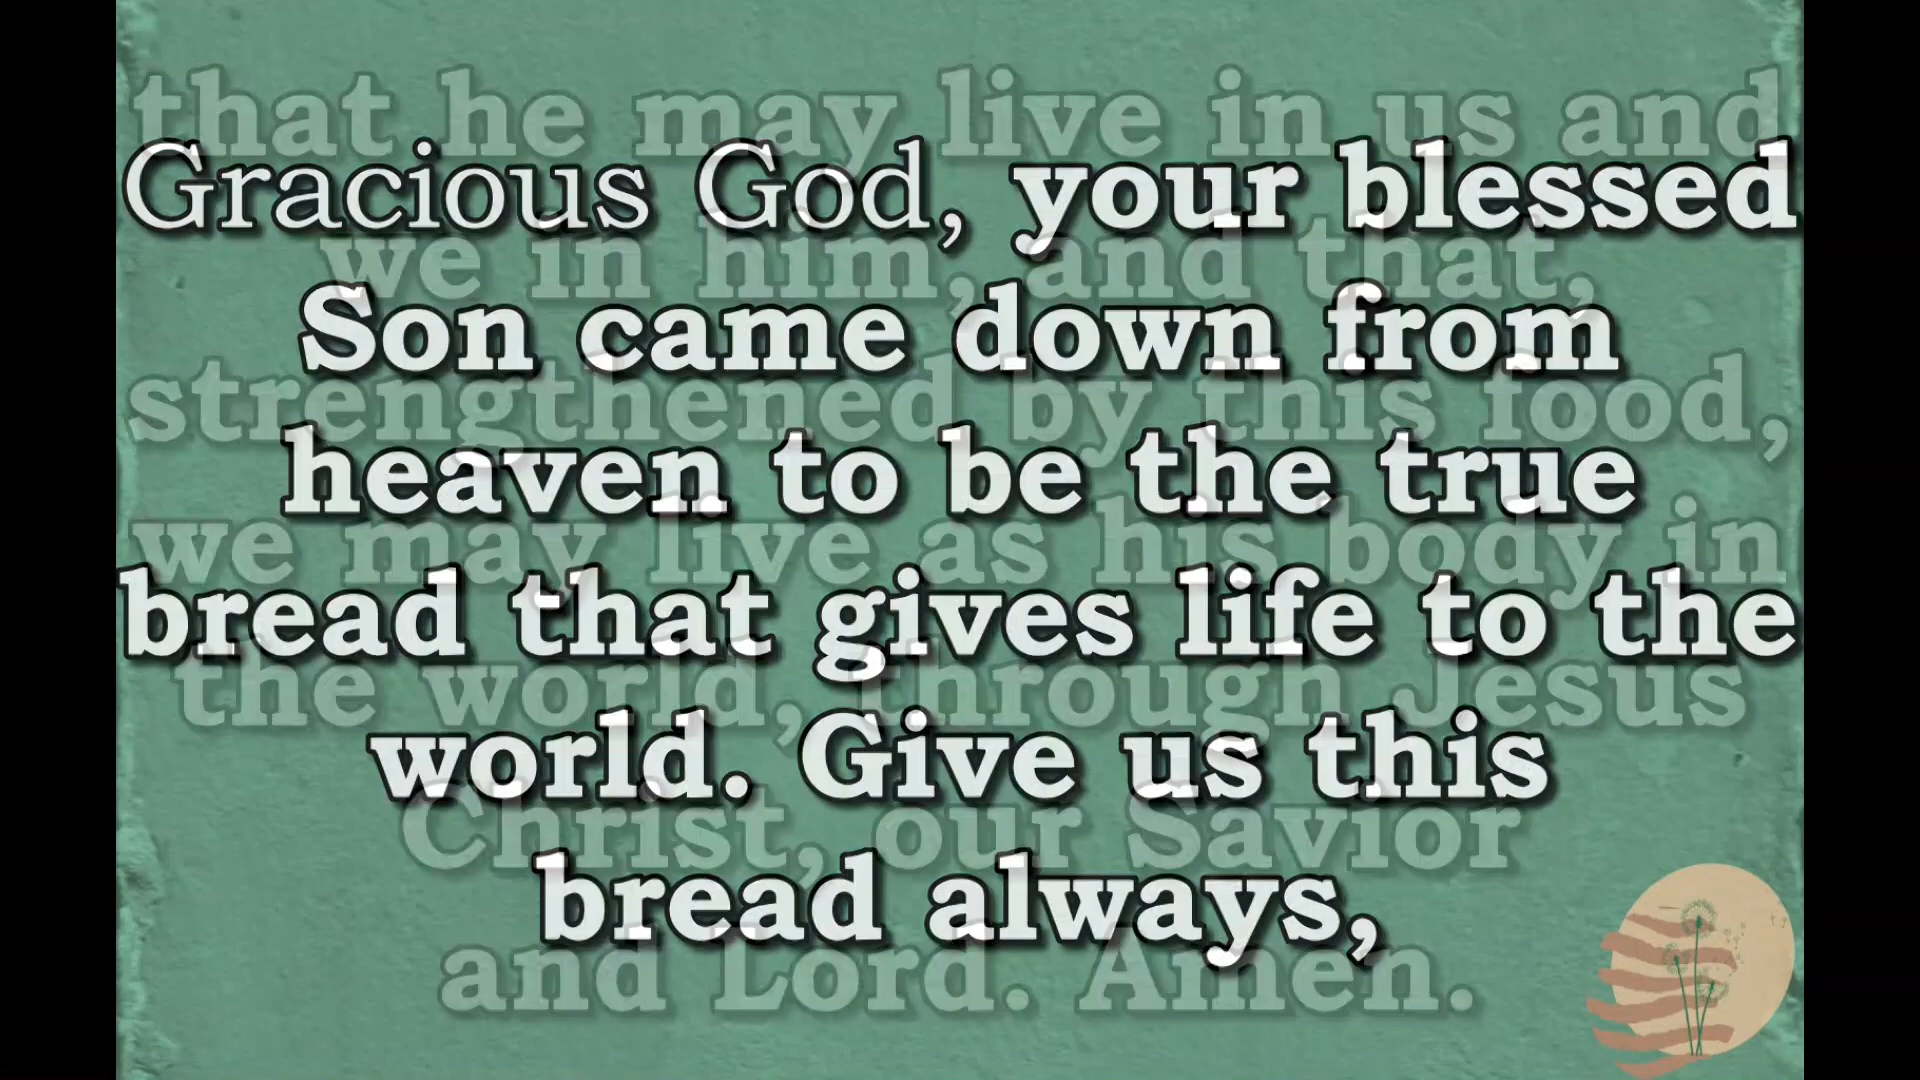 Gracious God, your blessed
Son came down from
heaven to be the true
bread that gives life to the
world. Give us this
bread always,
that he may live in us and
we in him, and that,
strengthened by this food,
we may live as his body in
the world, through Jesus
Christ, our Savior
and Lord. Amen.